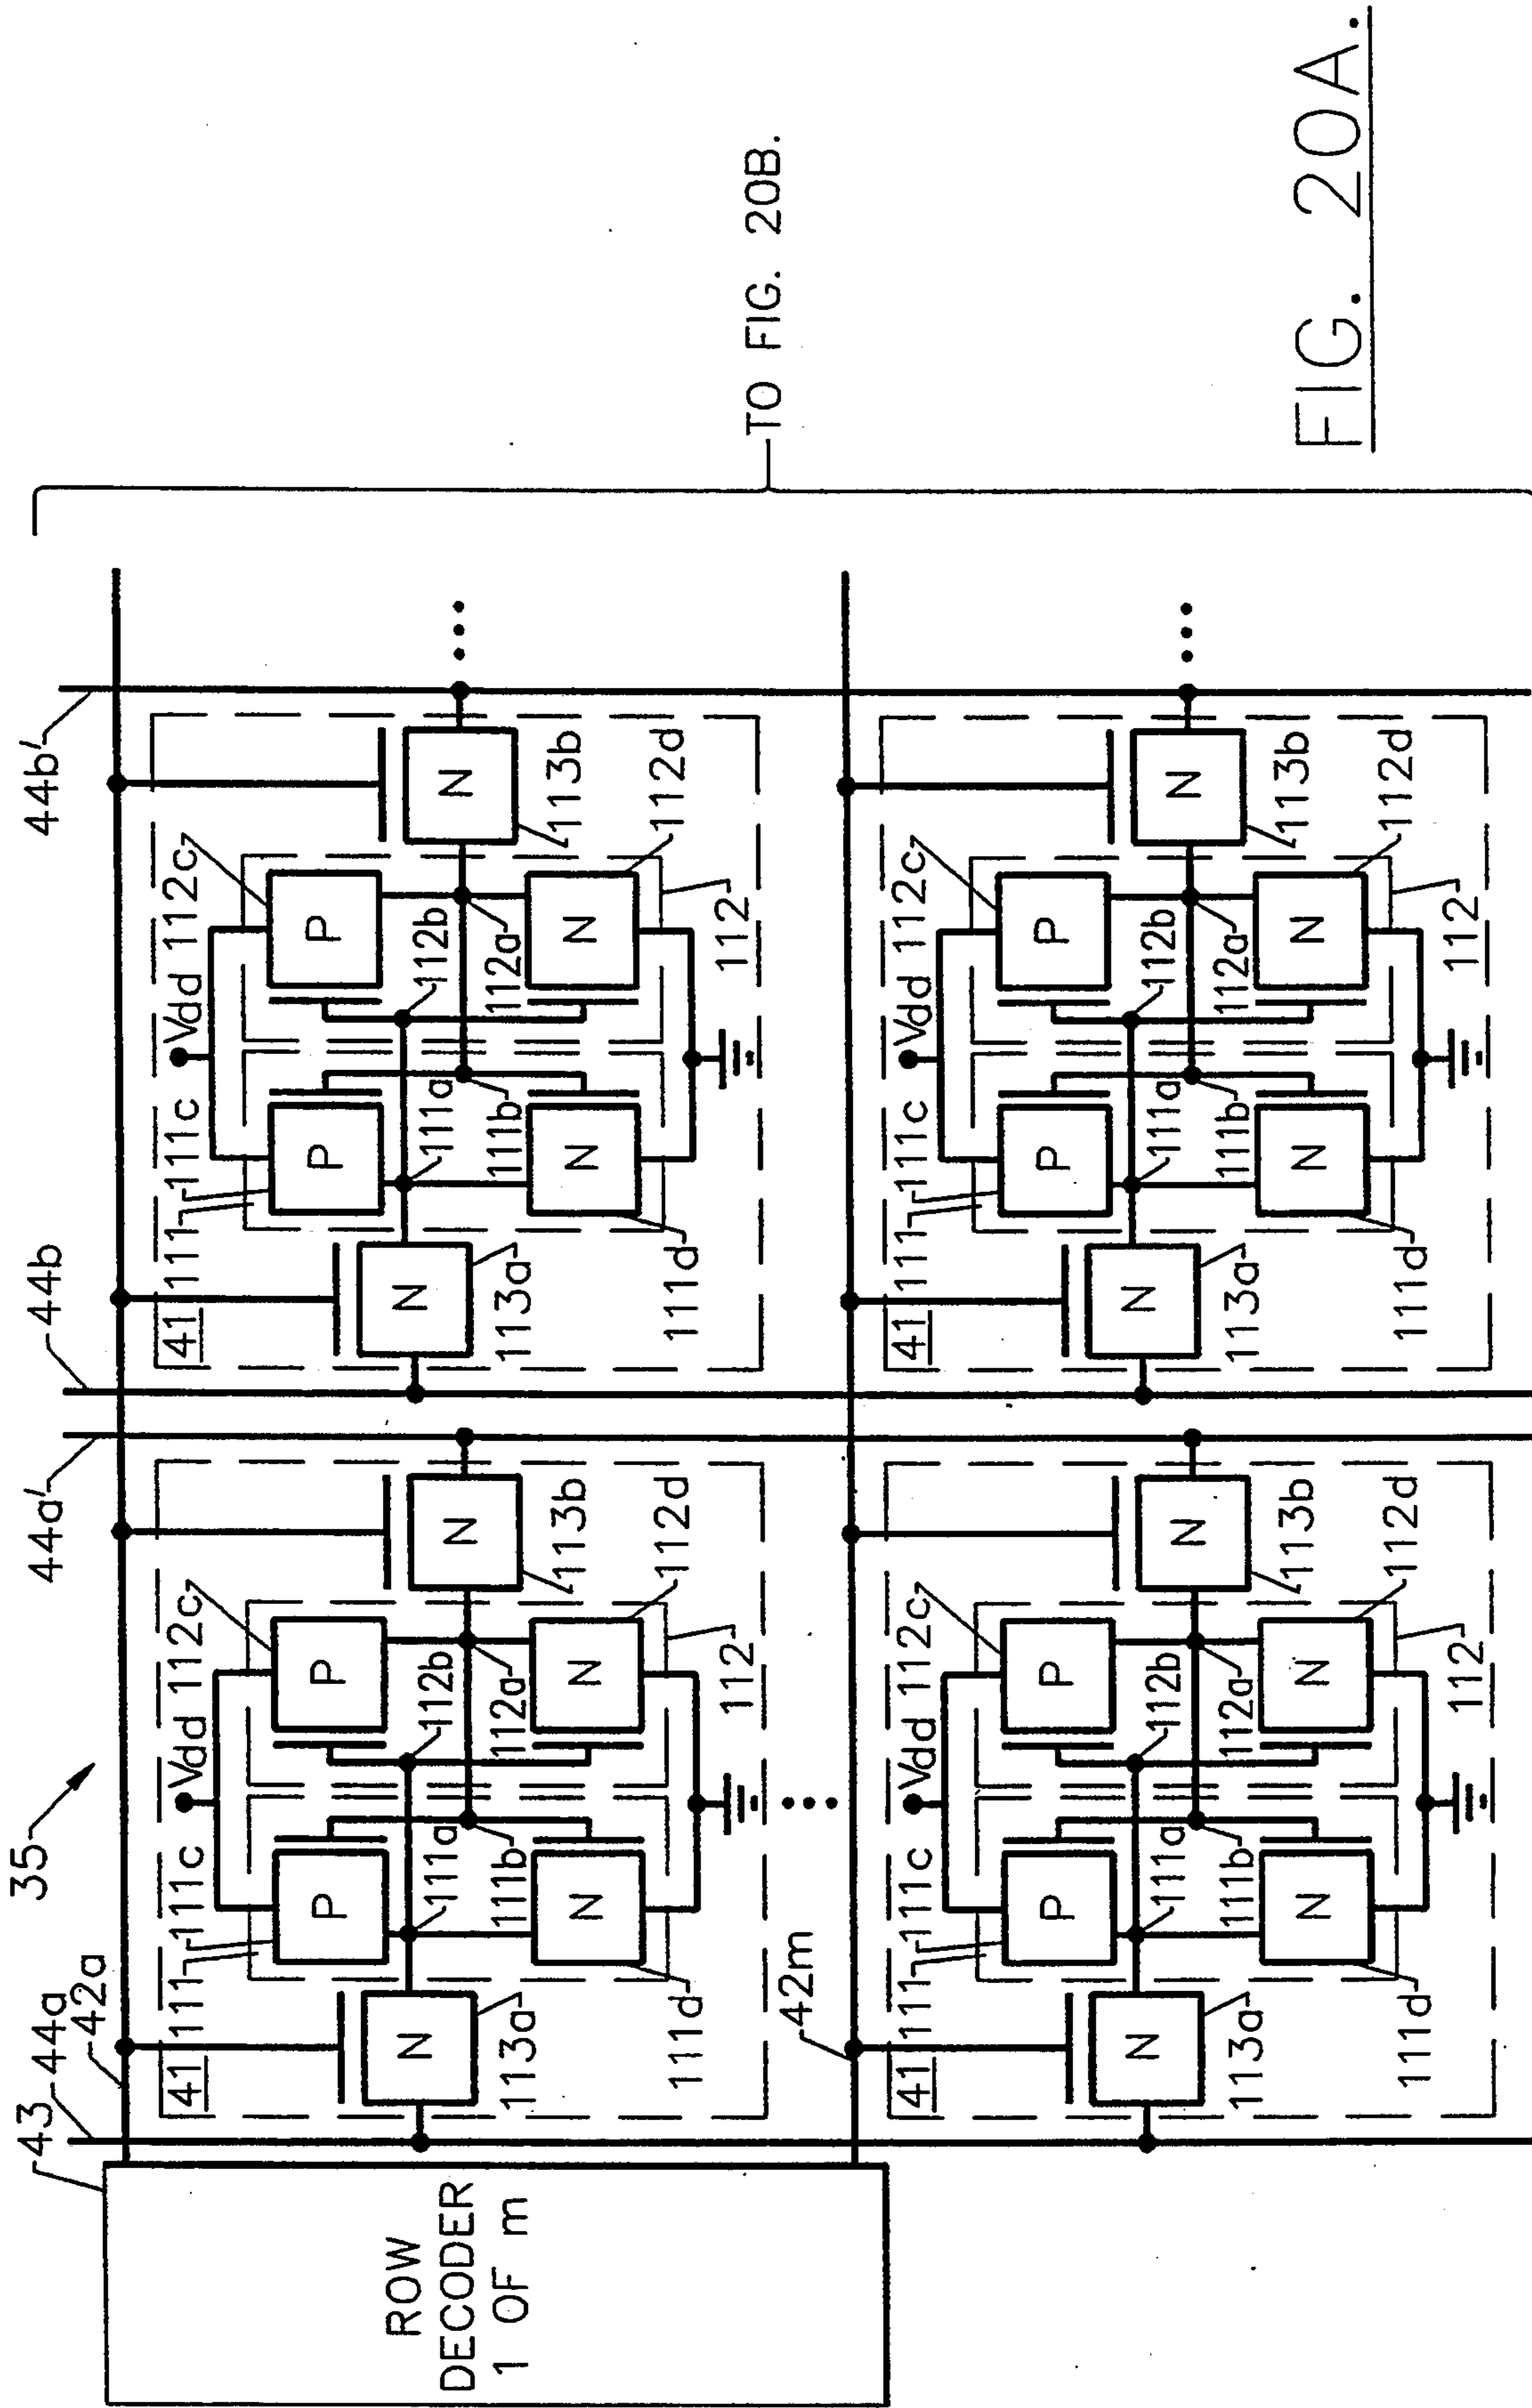 35
43
44a
42a
44a'
44b
44b'
ROW
DECODER
1 OF m
41
111
111c
Vdd
112c
N
P
P
N
113a
111a
112b
113b
111b
112a
N
N
111d
112
112d
41
111
111c
Vdd
112c
N
P
P
N
113a
111a
112b
113b
111b
112a
N
N
111d
112
112d
42m
41
111
111c
Vdd
112c
N
P
P
N
113a
111a
112b
113b
111b
112a
N
N
111d
112
112d
41
111
111c
Vdd
112c
N
P
P
N
113a
111a
112b
113b
111b
112a
N
N
111d
112
112d
TO FIG. 20B.
FIG. 20A.